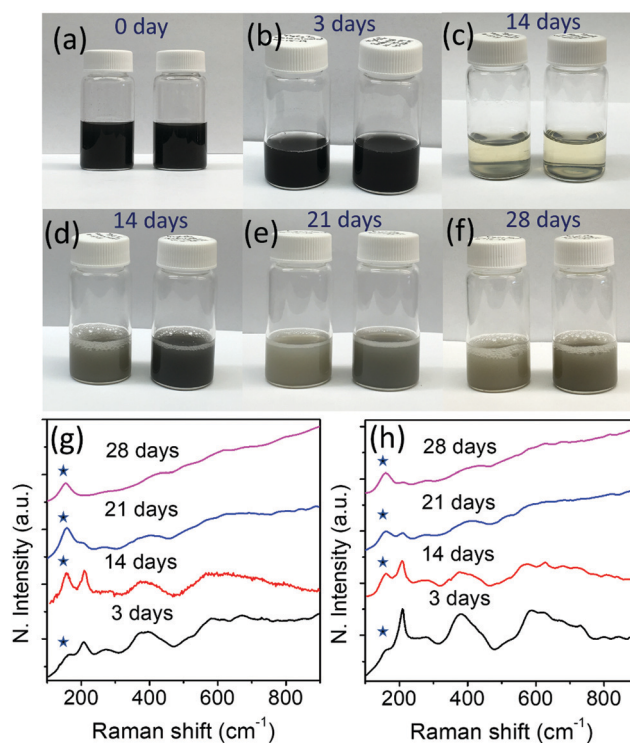 (a) 0 day
(b) 3 days
(c) 14 days
(d) 14 days
(e) 21 days
(f) 28 days
(g)
28 days
21 days
14 days
3 days
N. Intensity (a.u.)
200 400 600 800
Raman shift (cm⁻¹)
(h)
28 days
21 days
14 days
3 days
N. Intensity (a.u.)
200 400 600 800
Raman shift (cm⁻¹)